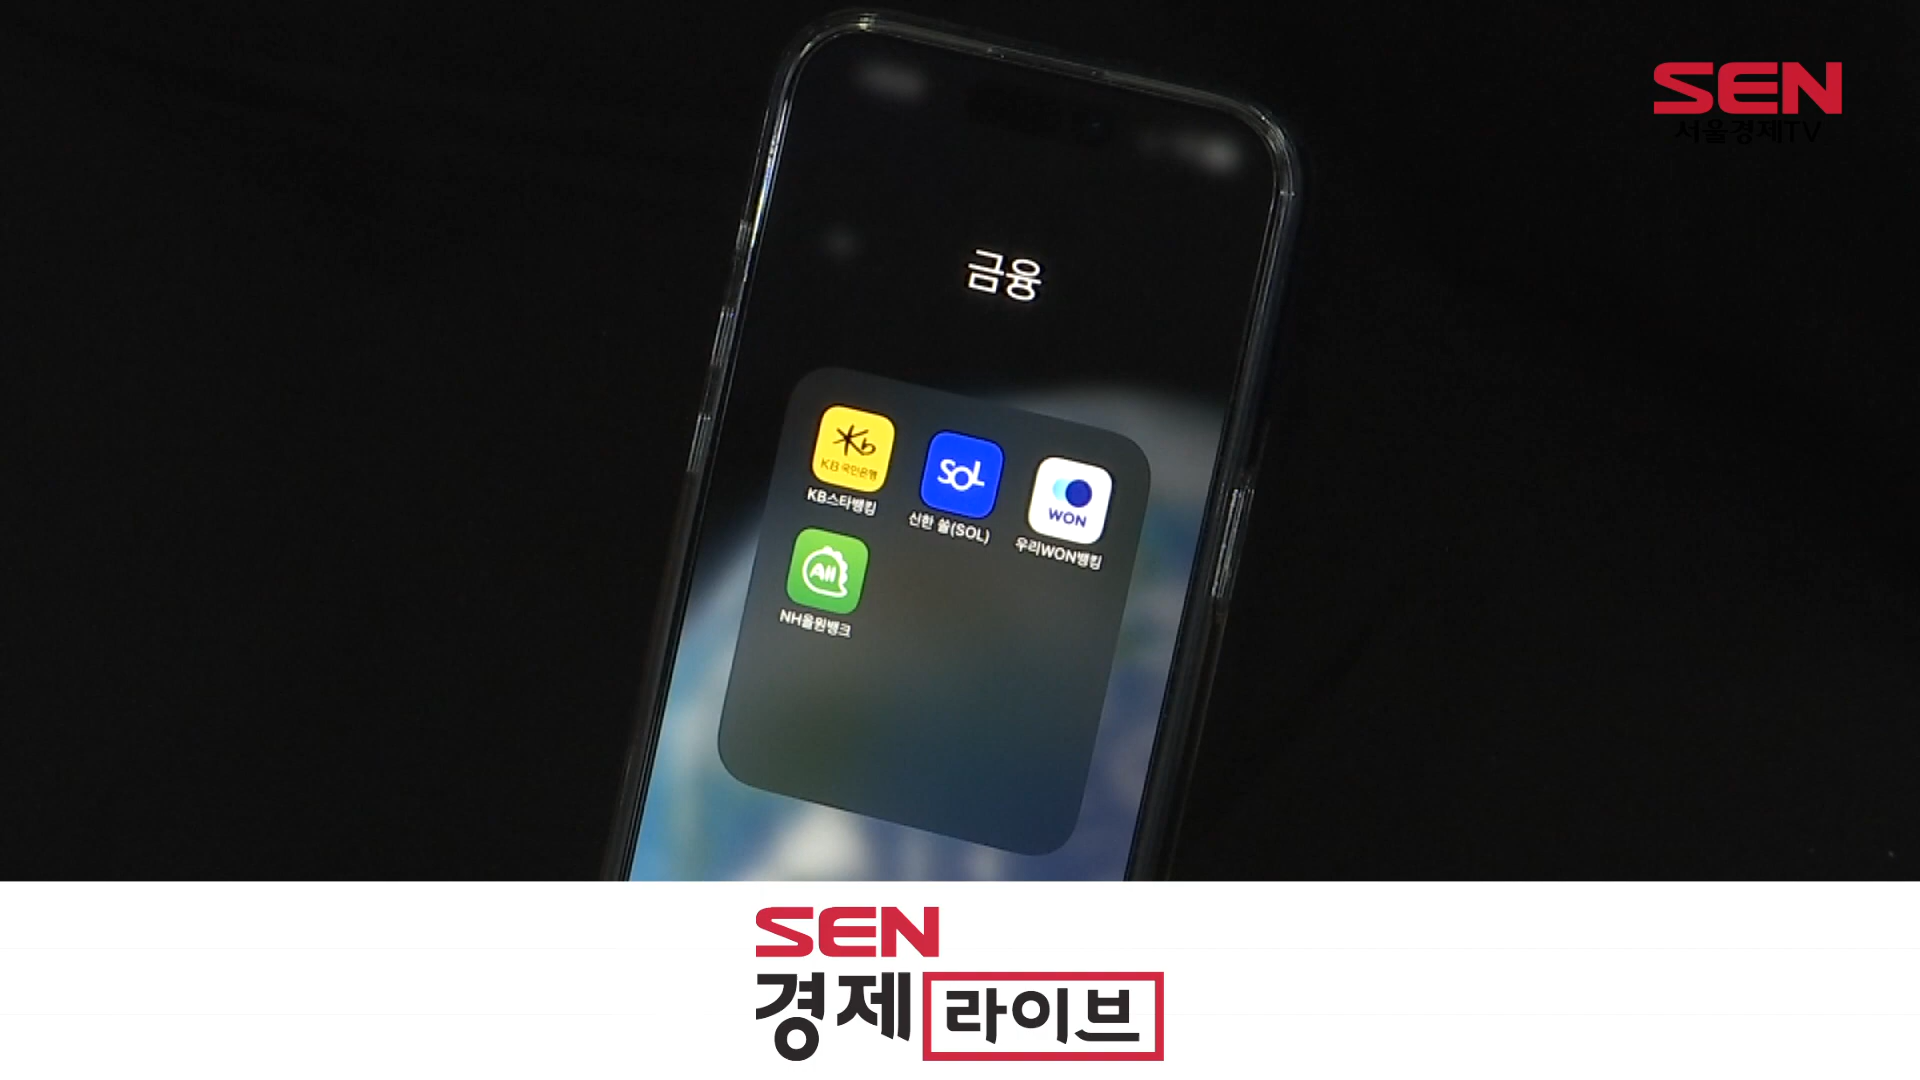 SEN
서울경제TV
금융
Kb
KB국민은행
KB스타뱅킹
SOL
신한 쏠(SOL)
WON
우리WON뱅킹
All
NH올원뱅크
SEN
경제 라이브